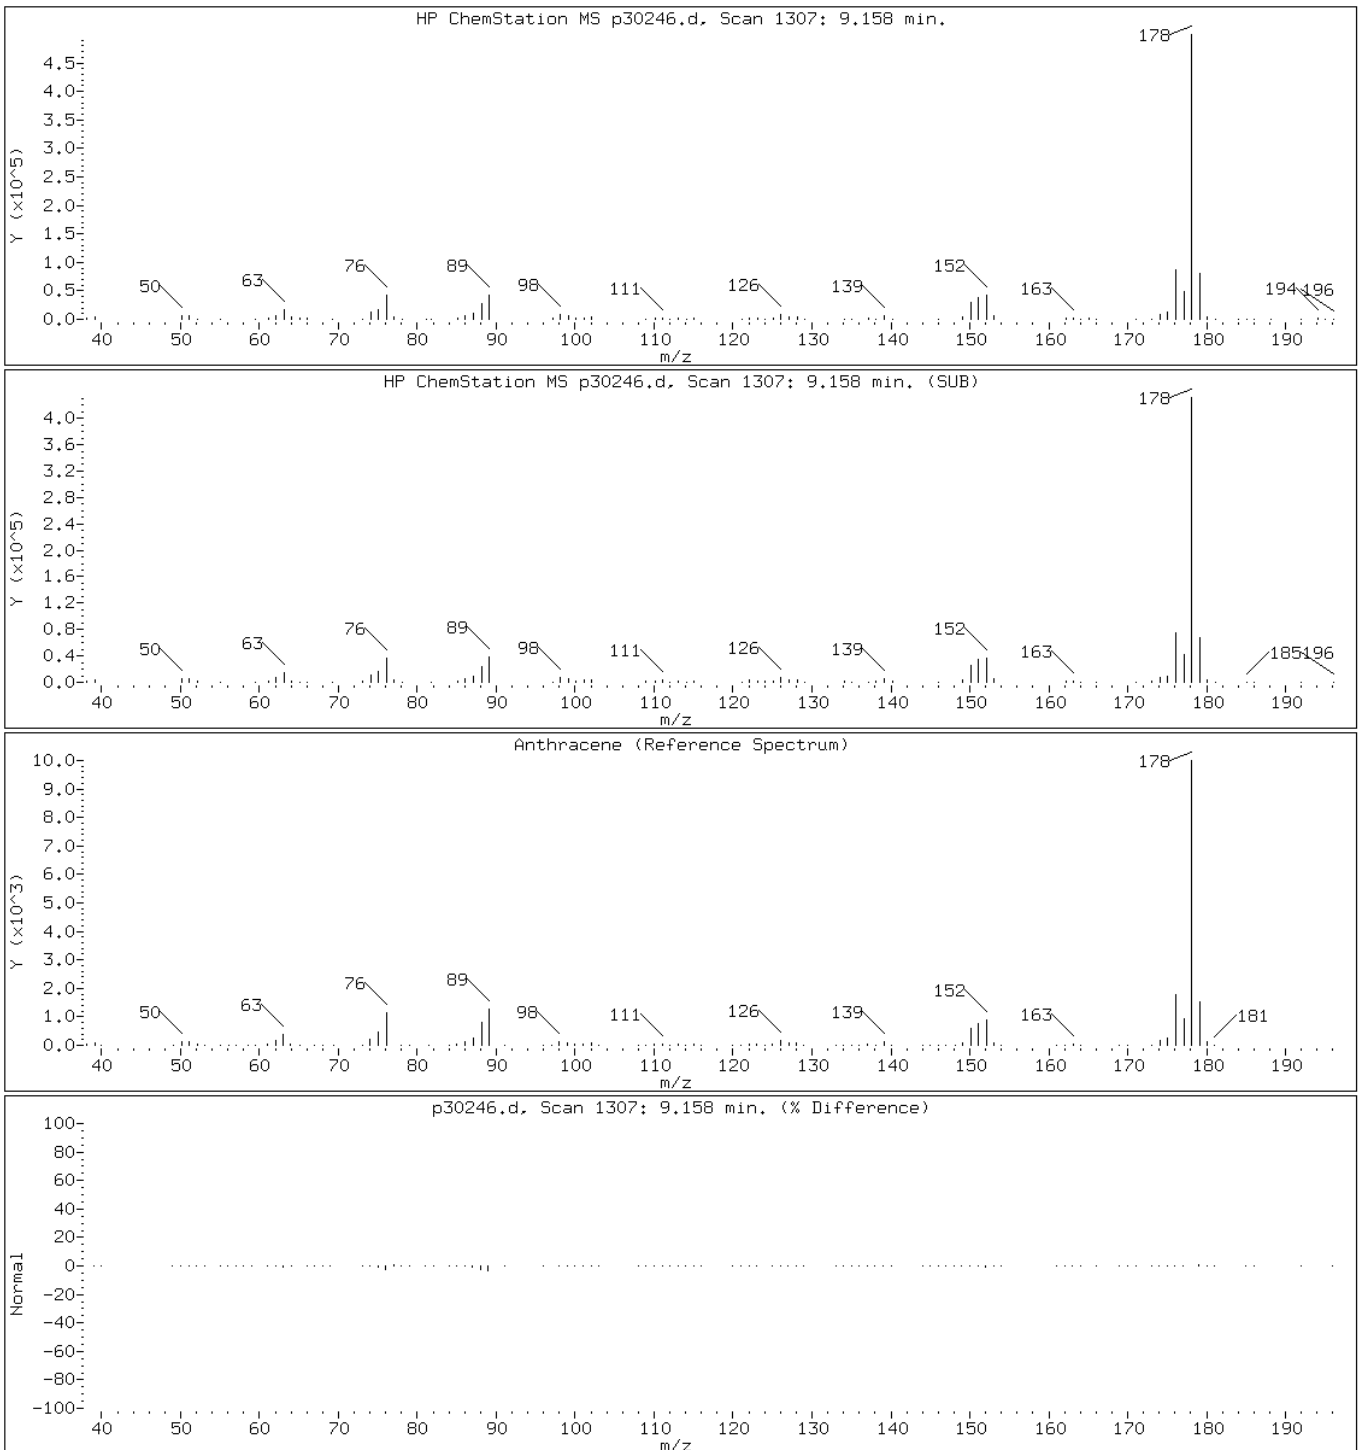 HP ChemStation MS p30246.d, Scan 1307: 9.158 min.
178
4.5
4.0
3.5
3.0
2.5
2.0
1.5
1.0
0.5
0.0
Y (x10^5)
50 63 76 89 98 111 126 139 152 163 194 196
40 50 60 70 80 90 100 110 120 130 140 150 160 170 180 190
m/z
HP ChemStation MS p30246.d, Scan 1307: 9.158 min. (SUB)
178
4.0
3.6
3.2
2.8
2.4
2.0
1.6
1.2
0.8
0.4
0.0
Y (x10^5)
50 63 76 89 98 111 126 139 152 163 185 196
40 50 60 70 80 90 100 110 120 130 140 150 160 170 180 190
m/z
Anthracene (Reference Spectrum)
178
10.0
9.0
8.0
7.0
6.0
5.0
4.0
3.0
2.0
1.0
0.0
Y (x10^3)
50 63 76 89 98 111 126 139 152 163 181
40 50 60 70 80 90 100 110 120 130 140 150 160 170 180 190
m/z
p30246.d, Scan 1307: 9.158 min. (% Difference)
100
80
60
40
20
0
-20
-40
-60
-80
-100
Normal
40 50 60 70 80 90 100 110 120 130 140 150 160 170 180 190
m/z